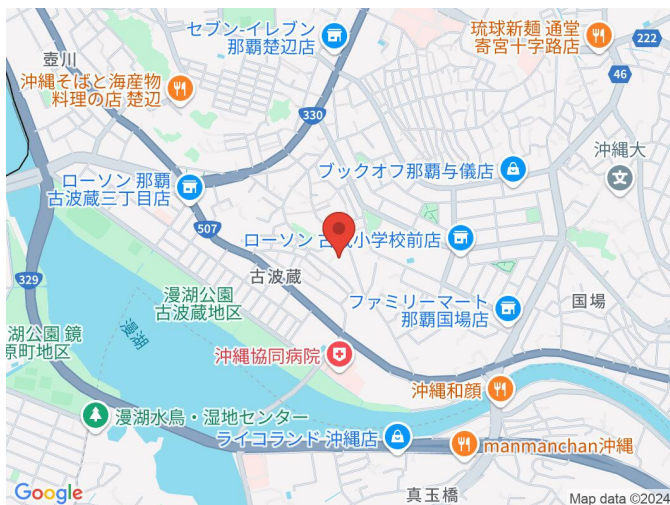 セブン-イレブン
那覇楚辺店
琉球新麺 通堂
寄宮十字路店
222
壺川
沖縄そばと海産物
料理の店 楚辺
46
330
沖縄大
ブックオフ那覇与儀店
ローソン 那覇
古波蔵三丁目店
507
ローソン 古
小学校前店
古波蔵
329
漫湖公園
古波蔵地区
ファミリーマート
那覇国場店
国場
湖公園 鏡
原町地区
漫湖
沖縄協同病院
沖縄和顔
漫湖水鳥・湿地センター
ライコランド 沖縄店
manmanchan沖縄
真玉橋
Google
Map data ©2024